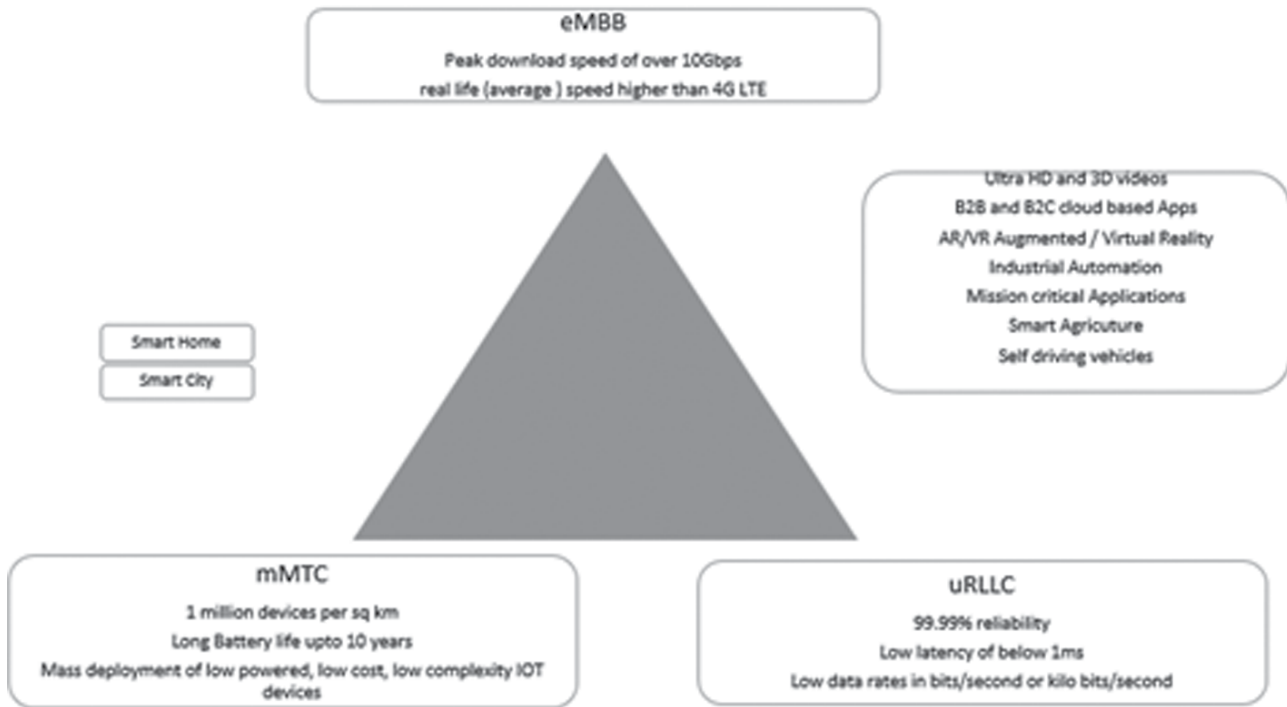 eMBB
Peak download speed of over 10Gbps
real life (average ) speed higher than 4G LTE
Ultra HD and 3D videos
B2B and B2C cloud based Apps
AR/VR Augmented / Virtual Reality
Industrial Automation
Mission critical Applications
Smart Agricuture
Self driving vehicles
Smart Home
Smart City
mMTC
1 million devices per sq km
Long Battery life upto 10 years
Mass deployment of low powered, low cost, low complexity IOT
devices
uRLLC
99.99% reliability
Low latency of below 1ms
Low data rates in bits/second or kilo bits/second